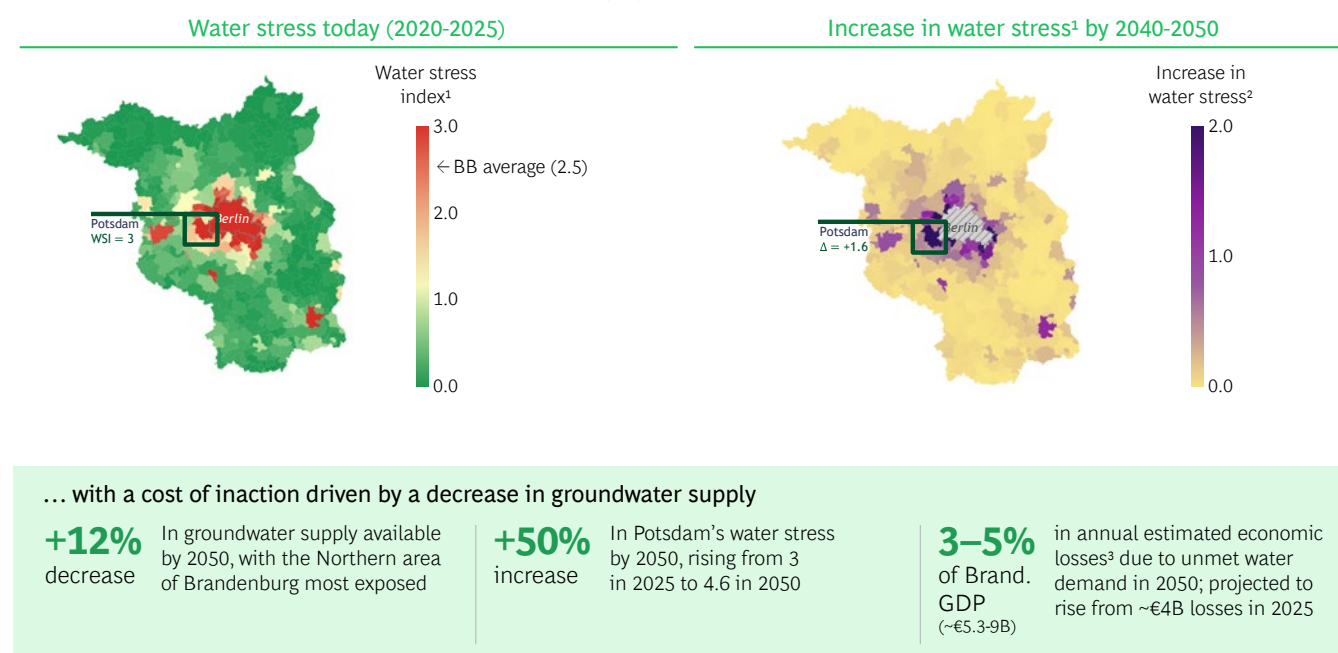 Water stress today (2020-2025)
Water stress
index¹
3.0
← BB average (2.5)
2.0
1.0
0.0
Potsdam
WSI = 3
Berlin
Increase in water stress¹ by 2040-2050
Increase in
water stress²
2.0
1.0
0.0
Potsdam
Δ = +1.6
Berlin
... with a cost of inaction driven by a decrease in groundwater supply
+12%
decrease
In groundwater supply available
by 2050, with the Northern area
of Brandenburg most exposed
+50%
increase
In Potsdam's water stress
by 2050, rising from 3
in 2025 to 4.6 in 2050
3–5%
of Brand.
GDP
(~€5.3-9B)
in annual estimated economic
losses³ due to unmet water
demand in 2050; projected to
rise from ~€4B losses in 2025